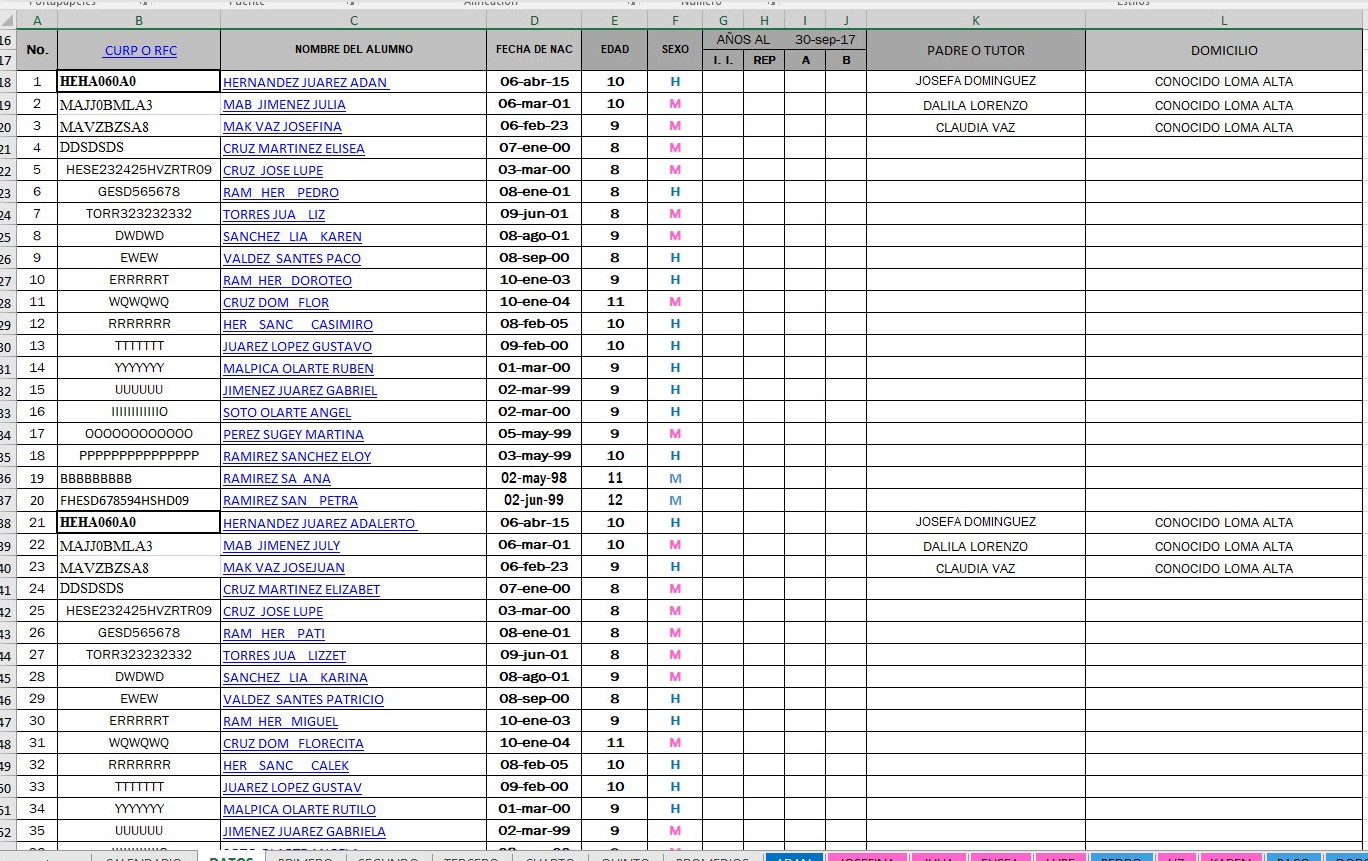 A B C D E F G H I J K L
16 No. CURP O RFC NOMBRE DEL ALUMNO FECHA DE NAC EDAD SEXO AÑOS AL 30-sep-17 PADRE O TUTOR DOMICILIO
17 I. I. REP A B
18 1 HEHA060A0 HERNANDEZ JUAREZ ADAN 06-abr-15 10 H JOSEFA DOMINGUEZ CONOCIDO LOMA ALTA
19 2 MAJJ0BMLA3 MAB JIMENEZ JULIA 06-mar-01 10 M DALILA LORENZO CONOCIDO LOMA ALTA
20 3 MAVZBZSA8 MAK VAZ JOSEFINA 06-feb-23 9 M CLAUDIA VAZ CONOCIDO LOMA ALTA
21 4 DDSDSDS CRUZ MARTINEZ ELISEA 07-ene-00 8 M
22 5 HESE232425HVZRTR09 CRUZ JOSE LUPE 03-mar-00 8 M
23 6 GESD565678 RAM HER PEDRO 08-ene-01 8 H
24 7 TORR323232332 TORRES JUA LIZ 09-jun-01 8 M
25 8 DWDWD SANCHEZ LIA KAREN 08-ago-01 9 M
26 9 EWEW VALDEZ SANTES PACO 08-sep-00 8 H
27 10 ERRRRRT RAM HER DOROTEO 10-ene-03 9 H
28 11 WQWQWQ CRUZ DOM FLOR 10-ene-04 11 M
29 12 RRRRRRR HER SANC CASIMIRO 08-feb-05 10 H
30 13 TTTTTTT JUAREZ LOPEZ GUSTAVO 09-feb-00 10 H
31 14 YYYYYYY MALPICA OLARTE RUBEN 01-mar-00 9 H
32 15 UUUUUU JIMENEZ JUAREZ GABRIEL 02-mar-99 9 H
33 16 IIIIIIIIIIIIO SOTO OLARTE ANGEL 02-mar-00 9 H
34 17 OOOOOOOOOOOO PEREZ SUGEY MARTINA 05-may-99 9 M
35 18 PPPPPPPPPPPPPPP RAMIREZ SANCHEZ ELOY 03-may-99 10 H
36 19 BBBBBBBBB RAMIREZ SA ANA 02-may-98 11 M
37 20 FHESD678594HSHD09 RAMIREZ SAN PETRA 02-jun-99 12 M
38 21 HEHA060A0 HERNANDEZ JUAREZ ADALERTO 06-abr-15 10 H JOSEFA DOMINGUEZ CONOCIDO LOMA ALTA
39 22 MAJJ0BMLA3 MAB JIMENEZ JULY 06-mar-01 10 M DALILA LORENZO CONOCIDO LOMA ALTA
40 23 MAVZBZSA8 MAK VAZ JOSEJUAN 06-feb-23 9 H CLAUDIA VAZ CONOCIDO LOMA ALTA
41 24 DDSDSDS CRUZ MARTINEZ ELIZABET 07-ene-00 8 M
42 25 HESE232425HVZRTR09 CRUZ JOSE LUPE 03-mar-00 8 M
43 26 GESD565678 RAM HER PATI 08-ene-01 8 M
44 27 TORR323232332 TORRES JUA LIZZET 09-jun-01 8 M
45 28 DWDWD SANCHEZ LIA KARINA 08-ago-01 9 M
46 29 EWEW VALDEZ SANTES PATRICIO 08-sep-00 8 H
47 30 ERRRRRT RAM HER MIGUEL 10-ene-03 9 H
48 31 WQWQWQ CRUZ DOM FLORECITA 10-ene-04 11 M
49 32 RRRRRRR HER SANC CALEK 08-feb-05 10 H
50 33 TTTTTTT JUAREZ LOPEZ GUSTAV 09-feb-00 10 H
51 34 YYYYYYY MALPICA OLARTE RUTILO 01-mar-00 9 H
52 35 UUUUUU JIMENEZ JUAREZ GABRIELA 02-mar-99 9 M
CALENDARIO DATOS PRIMERO SEGUNDO TERCERO CUARTO QUINTO PROMEDIOS ADAN JOSEFINA JULIA ELISEA LUPE PEDRO LIZ KAREN PACO